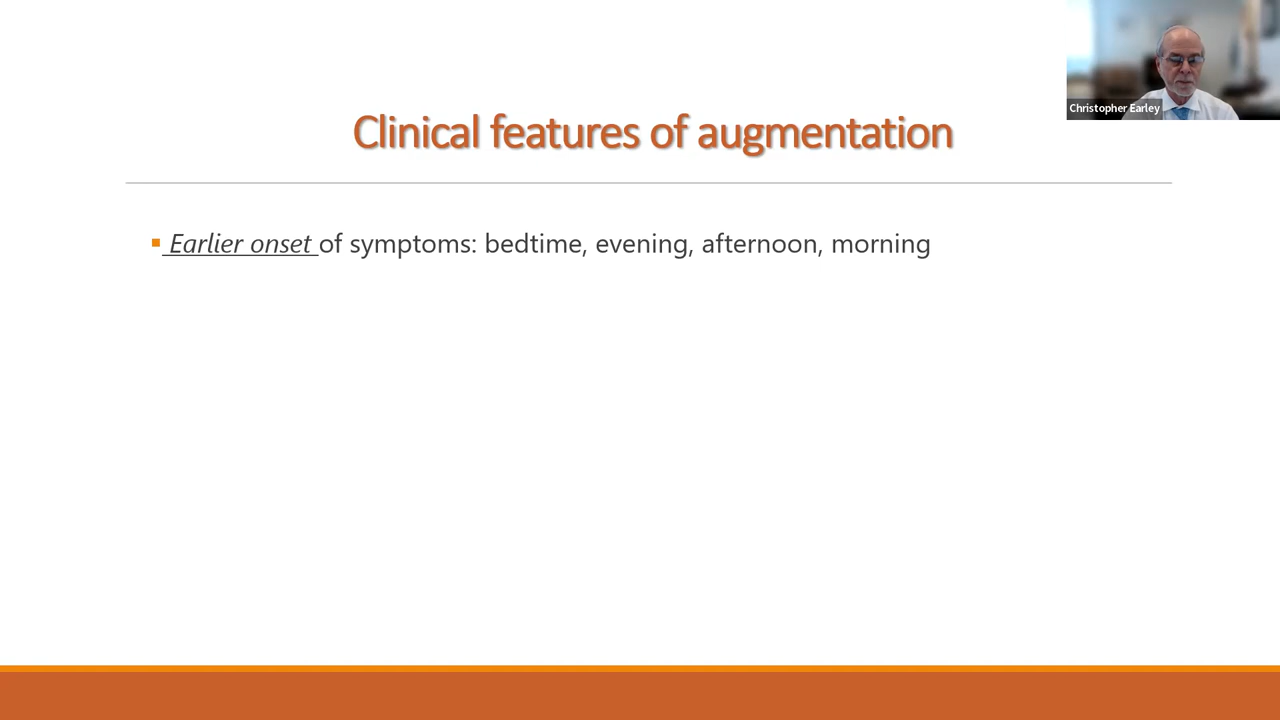 Christopher Earley
Clinical features of augmentation
Earlier onset of symptoms: bedtime, evening, afternoon, morning